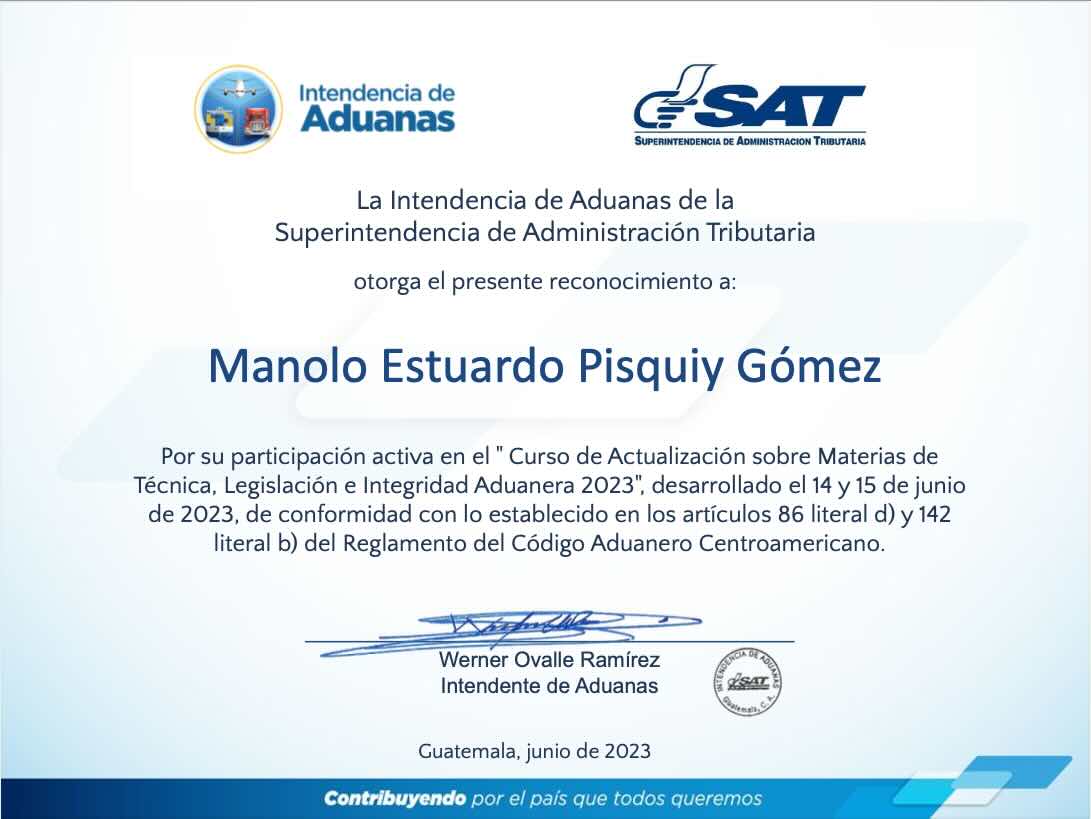 Intendencia de
Aduanas
SAT
SUPERINTENDENCIA DE ADMINISTRACION TRIBUTARIA
La Intendencia de Aduanas de la
Superintendencia de Administración Tributaria
otorga el presente reconocimiento a:
Manolo Estuardo Pisquiy Gómez
Por su participación activa en el " Curso de Actualización sobre Materias de
Técnica, Legislación e Integridad Aduanera 2023", desarrollado el 14 y 15 de junio
de 2023, de conformidad con lo establecido en los artículos 86 literal d) y 142
literal b) del Reglamento del Código Aduanero Centroamericano.
Werner Ovalle Ramírez
Intendente de Aduanas
INTENDENCIA DE ADUANAS
SAT
Guatemala, C. A.
Guatemala, junio de 2023
Contribuyendo por el país que todos queremos